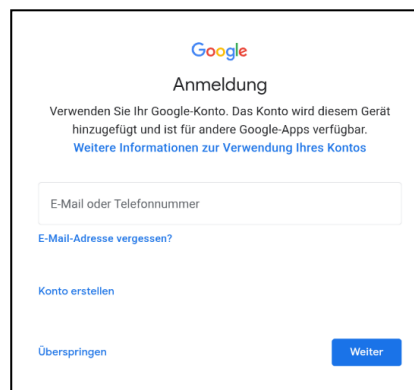 Google
Anmeldung
Verwenden Sie Ihr Google-Konto. Das Konto wird diesem Gerät
hinzugefügt und ist für andere Google-Apps verfügbar.
Weitere Informationen zur Verwendung Ihres Kontos
E-Mail oder Telefonnummer
E-Mail-Adresse vergessen?
Konto erstellen
Überspringen
Weiter